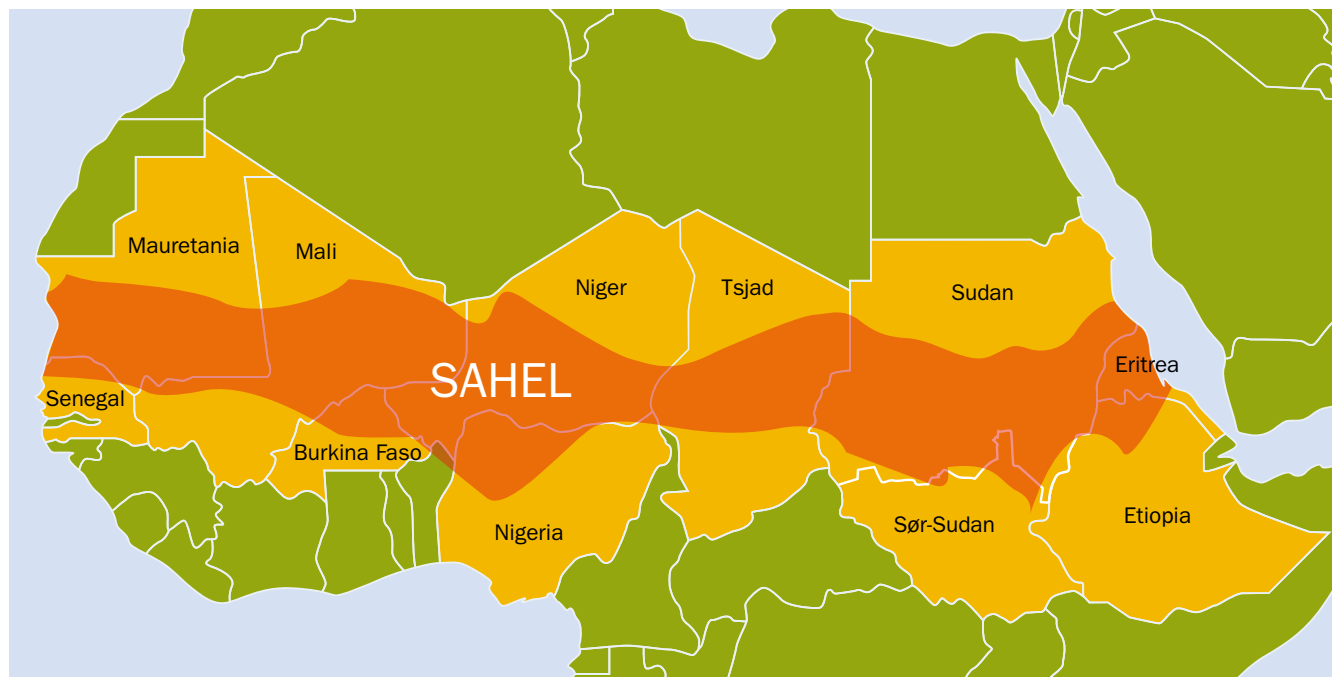 Mauretania
Mali
Niger
Tsjad
Sudan
Eritrea
SAHEL
Senegal
Burkina Faso
Nigeria
Sør-Sudan
Etiopia